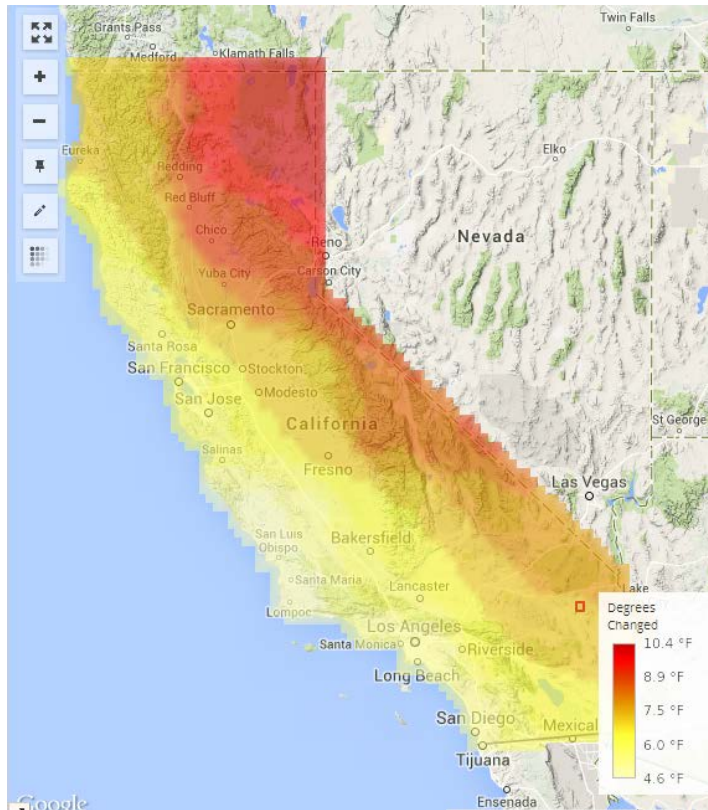 Twin Falls
Grants Pass
Medford
Klamath Falls
Eureka
Redding
Elko
Red Bluff
Chico
Reno
Nevada
Carson City
Yuba City
Sacramento
Santa Rosa
San Francisco
Stockton
Modesto
San Jose
California
St George
Salinas
Fresno
Las Vegas
San Luis
Obispo
Bakersfield
Santa Maria
Lancaster
Lake
Lompoc
Los Angeles
Santa Monica
Riverside
Long Beach
San Diego
Mexical
Tijuana
Ensenada
Degrees
Changed
10.4 °F
8.9 °F
7.5 °F
6.0 °F
4.6 °F
Google